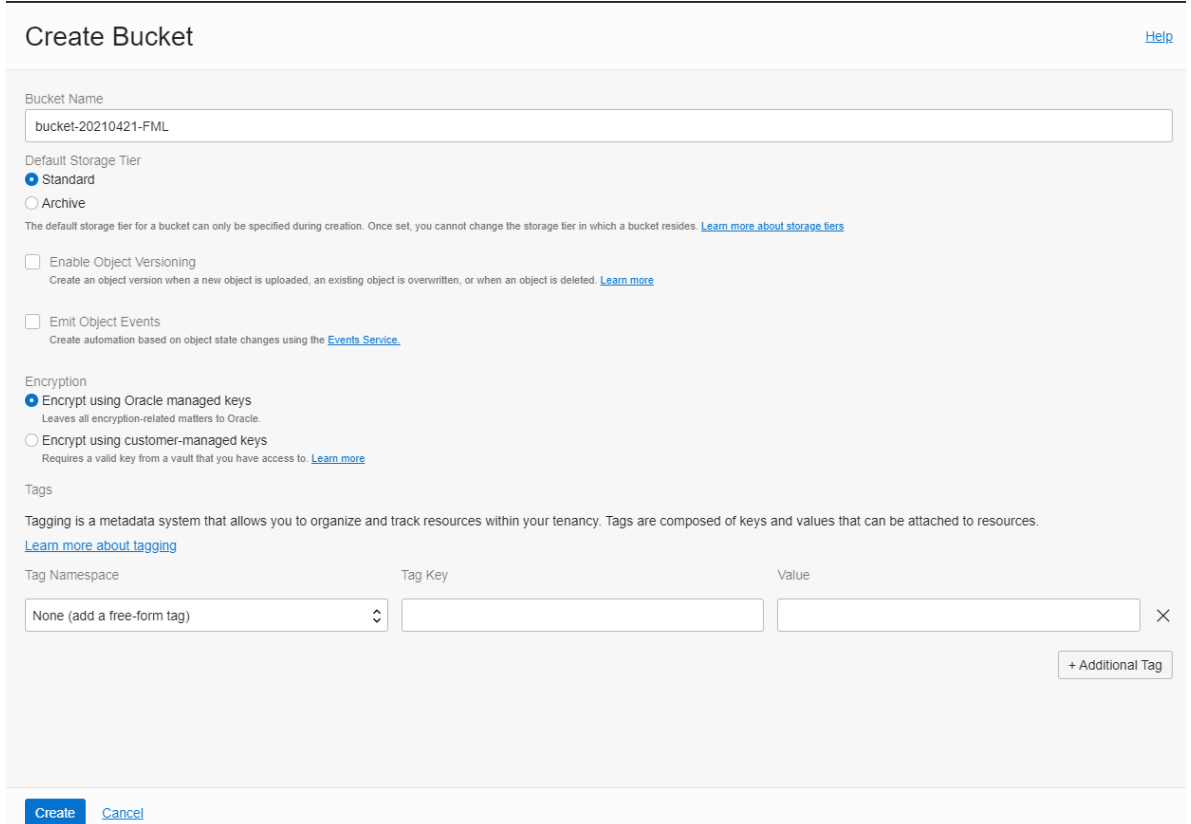 Create Bucket
Help
Bucket Name
bucket-20210421-FML
Default Storage Tier
Standard
Archive
The default storage tier for a bucket can only be specified during creation. Once set, you cannot change the storage tier in which a bucket resides. Learn more about storage tiers
Enable Object Versioning
Create an object version when a new object is uploaded, an existing object is overwritten, or when an object is deleted. Learn more
Emit Object Events
Create automation based on object state changes using the Events Service.
Encryption
Encrypt using Oracle managed keys
Leaves all encryption-related matters to Oracle.
Encrypt using customer-managed keys
Requires a valid key from a vault that you have access to. Learn more
Tags
Tagging is a metadata system that allows you to organize and track resources within your tenancy. Tags are composed of keys and values that can be attached to resources.
Learn more about tagging
Tag Namespace Tag Key Value
None (add a free-form tag)
+ Additional Tag
Create Cancel